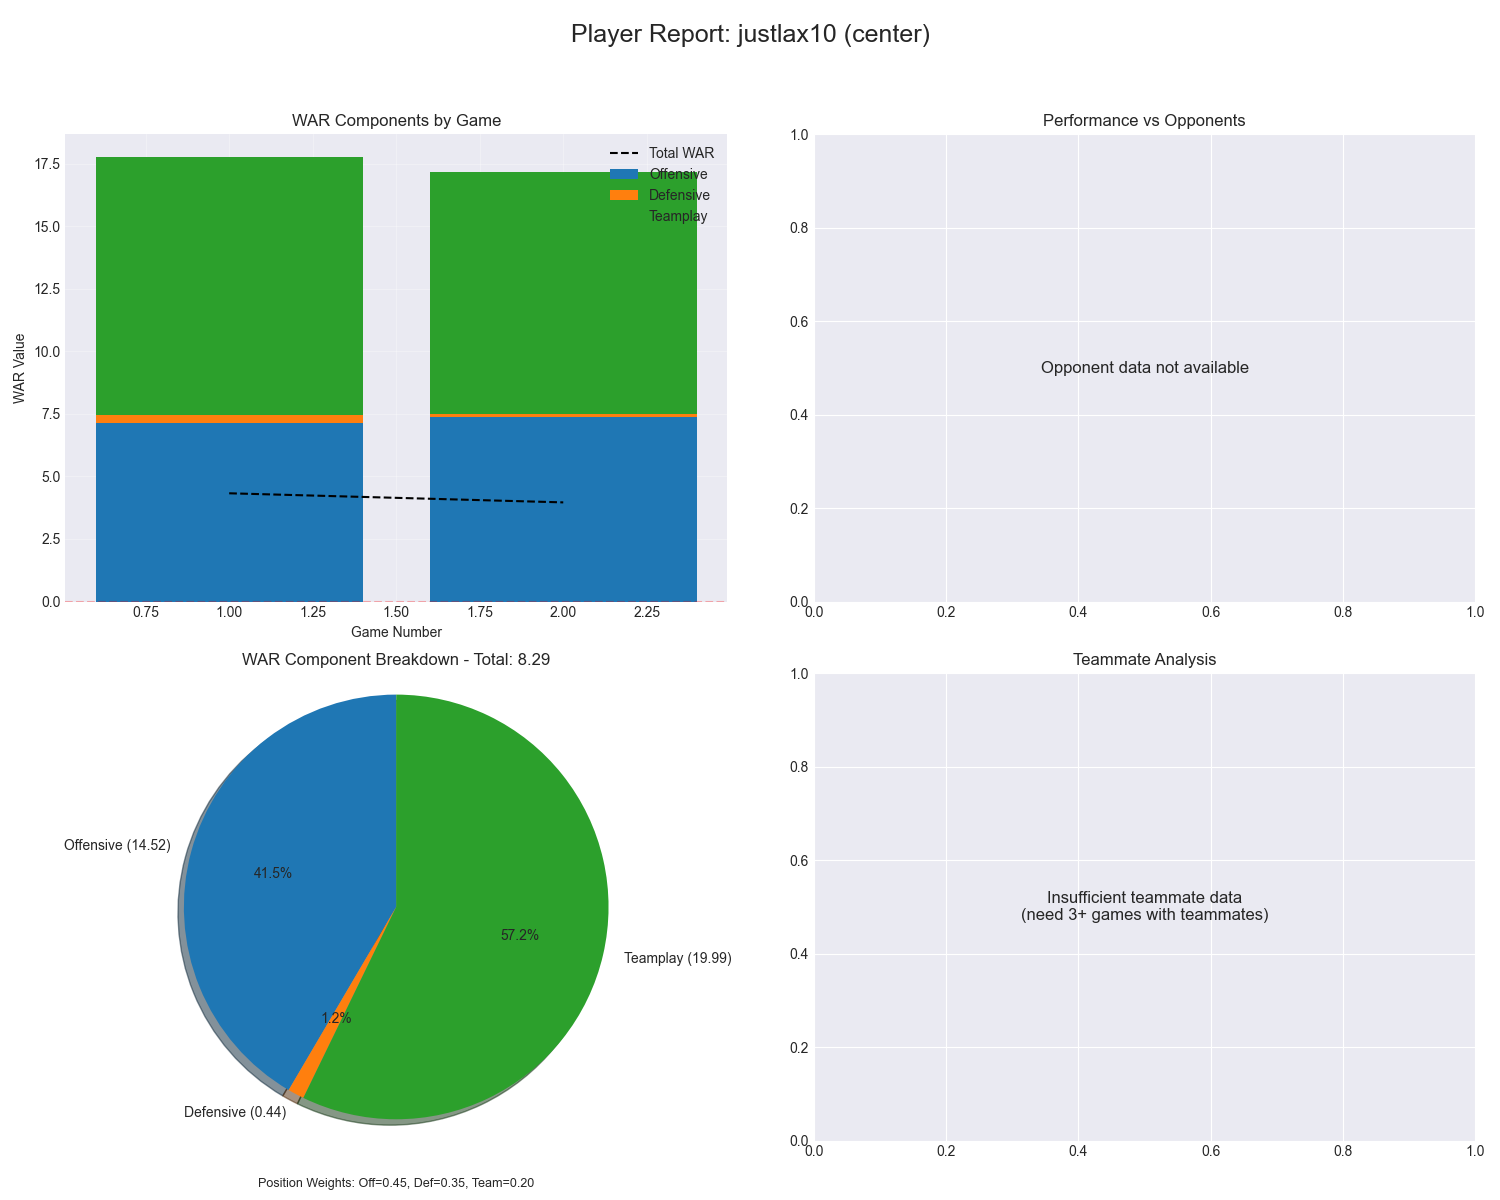 Player Report: justlax10 (center)
WAR Components by Game
Total WAR
Offensive
Defensive
Teamplay
WAR Value
17.5
15.0
12.5
10.0
7.5
5.0
2.5
0.0
0.75 1.00 1.25 1.50 1.75 2.00 2.25
Game Number
Performance vs Opponents
1.0
0.8
0.6
0.4
0.2
0.0
Opponent data not available
0.0 0.2 0.4 0.6 0.8 1.0
WAR Component Breakdown - Total: 8.29
Offensive (14.52)
41.5%
57.2%
Teamplay (19.99)
1.2%
Defensive (0.44)
Position Weights: Off=0.45, Def=0.35, Team=0.20
Teammate Analysis
1.0
0.8
0.6
0.4
0.2
0.0
Insufficient teammate data
(need 3+ games with teammates)
0.0 0.2 0.4 0.6 0.8 1.0